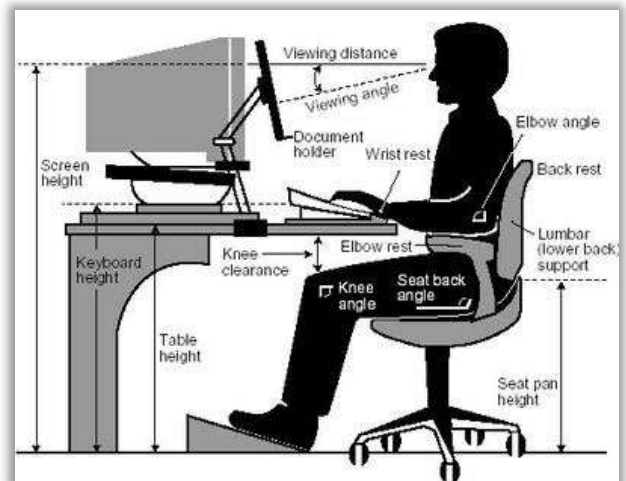 Viewing distance
Viewing angle
Document
holder
Elbow angle
Wrist rest
Back rest
Screen
height
Lumbar
(lower back)
support
Elbow rest
Knee
clearance
Keyboard
height
Knee
angle
Seat back
angle
Table
height
Seat pan
height